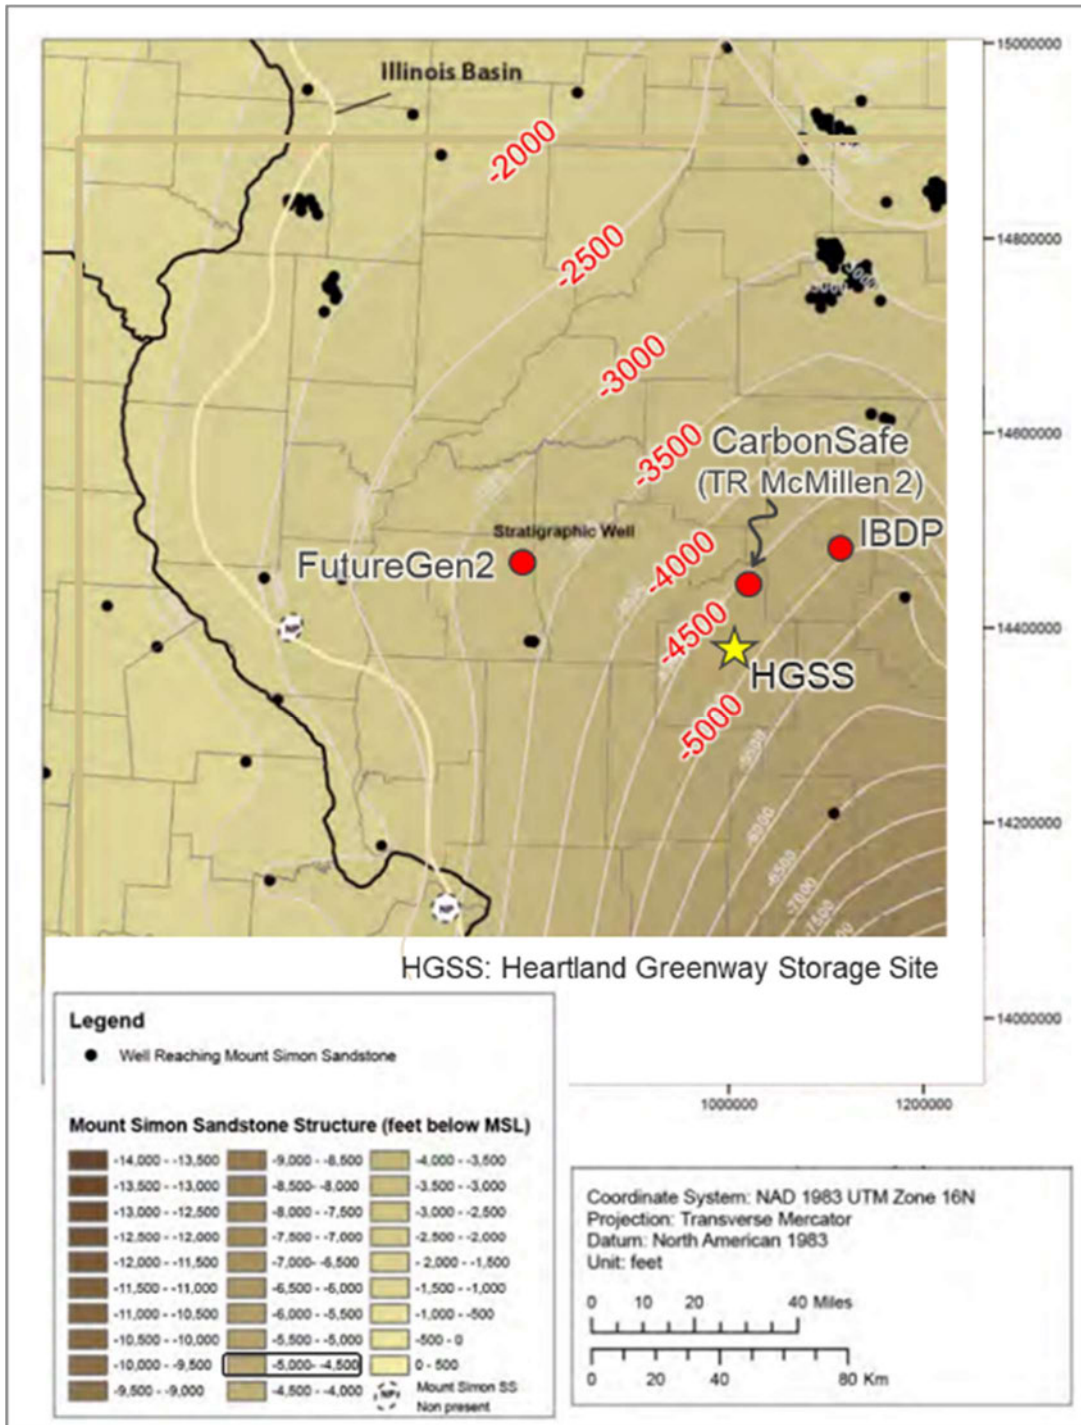 15000000
Illinois Basin
-2000
-2500
14800000
-3000
-3500
14600000
CarbonSafe
(TR McMillen 2)
Stratigraphic Well
IBDP
FutureGen2
-4000
-4500
14400000
NP
HGSS
-5000
-6000
14200000
-6500
-7000
-7500
NP
HGSS: Heartland Greenway Storage Site
14000000
1000000 1200000
Legend
Well Reaching Mount Simon Sandstone
Mount Simon Sandstone Structure (feet below MSL)
-14,000 - -13,500 -9,000 - -8,500 -4,000 - -3,500
-13,500 - -13,000 -8,500- -8,000 -3,500 - -3,000
-13,000 - -12,500 -8,000 - -7,500 -3,000 - -2,500
-12,500 - -12,000 -7,500 - -7,000 -2,500 - -2,000
-12,000 - -11,500 -7,000- -6,500 -2,000 - -1,500
-11,500 - -11,000 -6,500 - -6,000 -1,500 - -1,000
-11,000 - -10,500 -6,000 - -5,500 -1,000 - -500
-10,500 - -10,000 -5,500 - -5,000 -500 - 0
-10,000 - -9,500 -5,000- -4,500 0 - 500
-9,500 - -9,000 -4,500 - -4,000 NP Mount Simon SS
Non present
Coordinate System: NAD 1983 UTM Zone 16N
Projection: Transverse Mercator
Datum: North American 1983
Unit: feet
0 10 20 40 Miles
0 20 40 80 Km